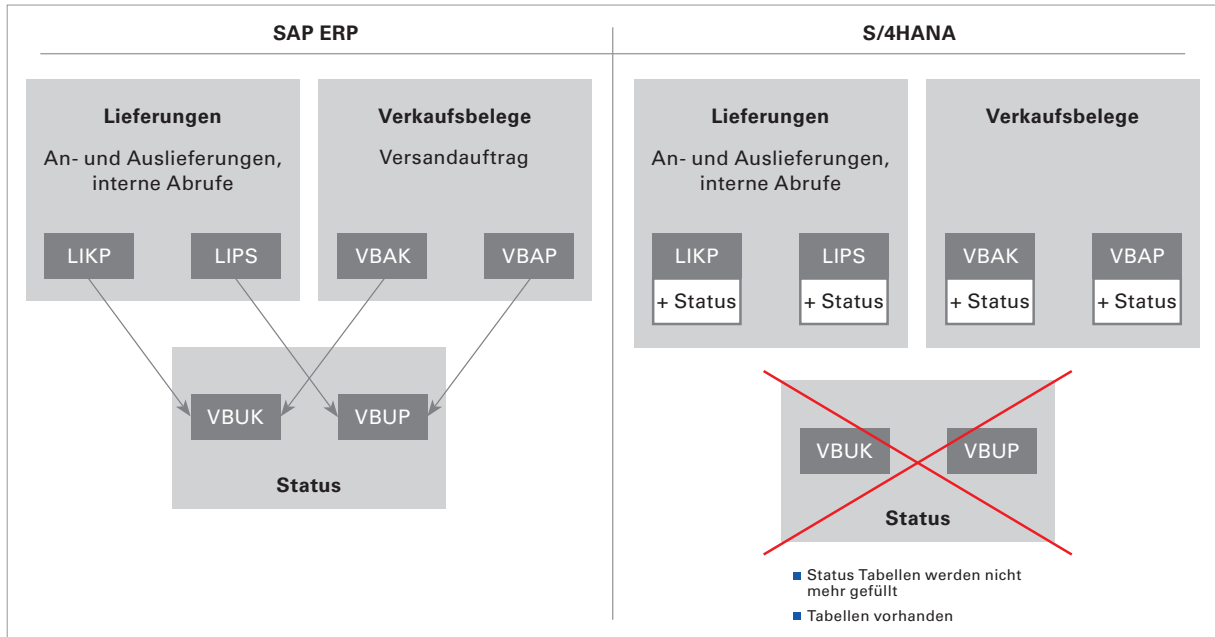 SAP ERP
S/4HANA
Lieferungen
An- und Auslieferungen,
interne Abrufe
LIKP
LIPS
Verkaufsbelege
Versandauftrag
VBAK
VBAP
VBUK
VBUP
Status
Lieferungen
An- und Auslieferungen,
interne Abrufe
LIKP
+ Status
LIPS
+ Status
Verkaufsbelege
VBAK
+ Status
VBAP
+ Status
VBUK
VBUP
Status
Status Tabellen werden nicht
mehr gefüllt
Tabellen vorhanden